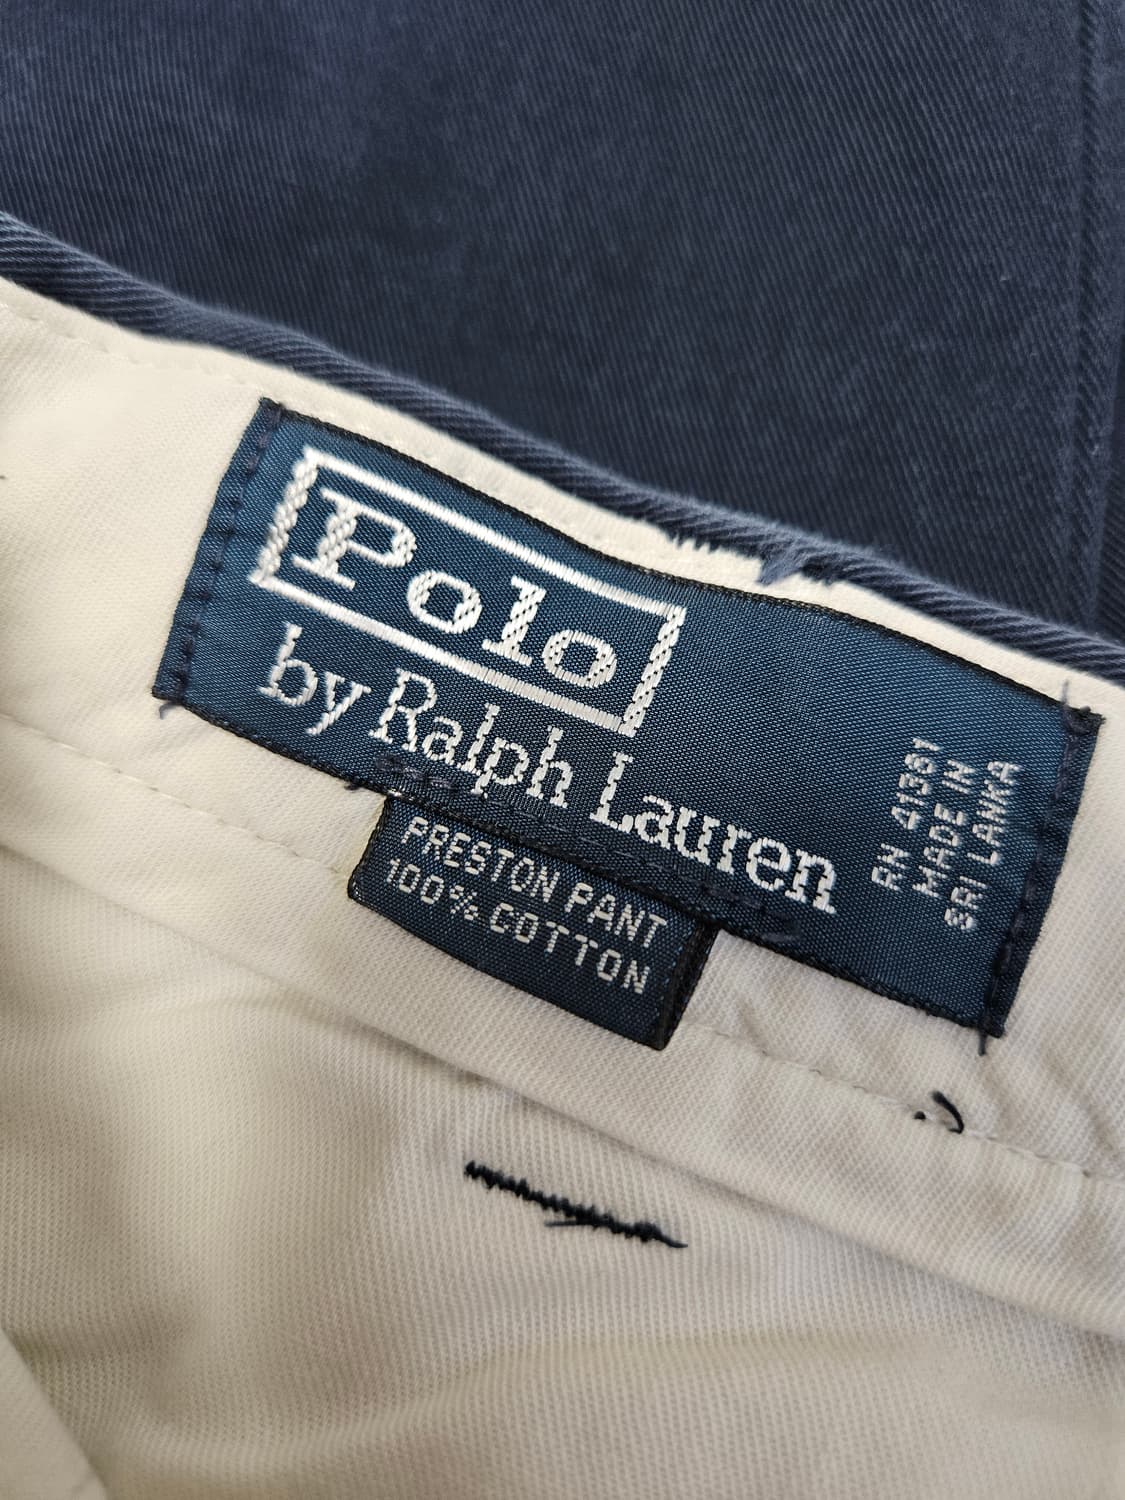 Polo
by Ralph Lauren
RN 41381
MADE IN
SRI LANKA
PRESTON PANT
100% COTTON